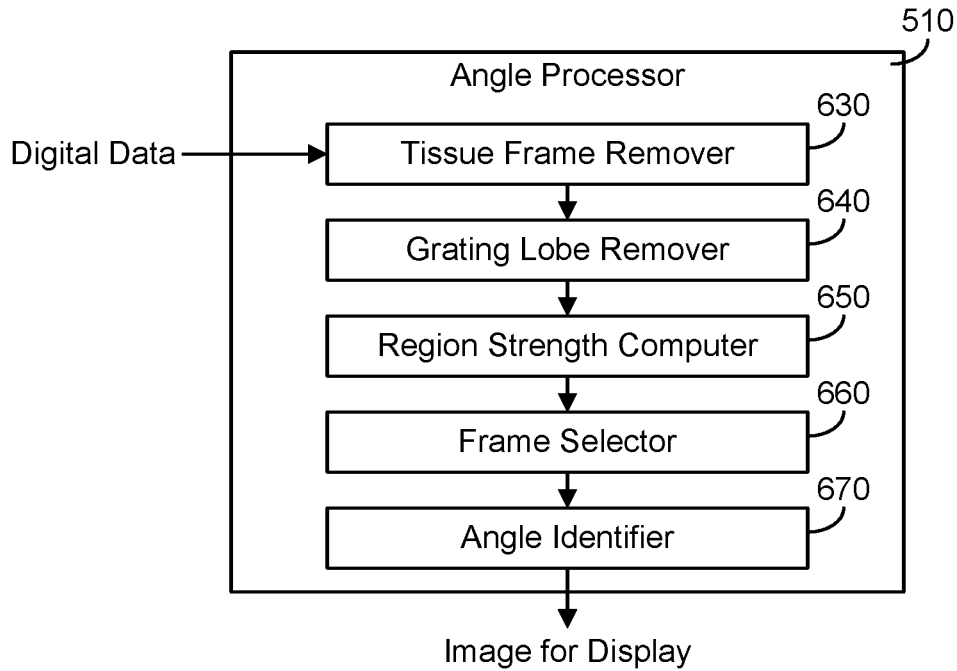 510
Angle Processor
630
Digital Data
Tissue Frame Remover
640
Grating Lobe Remover
650
Region Strength Computer
660
Frame Selector
670
Angle Identifier
Image for Display